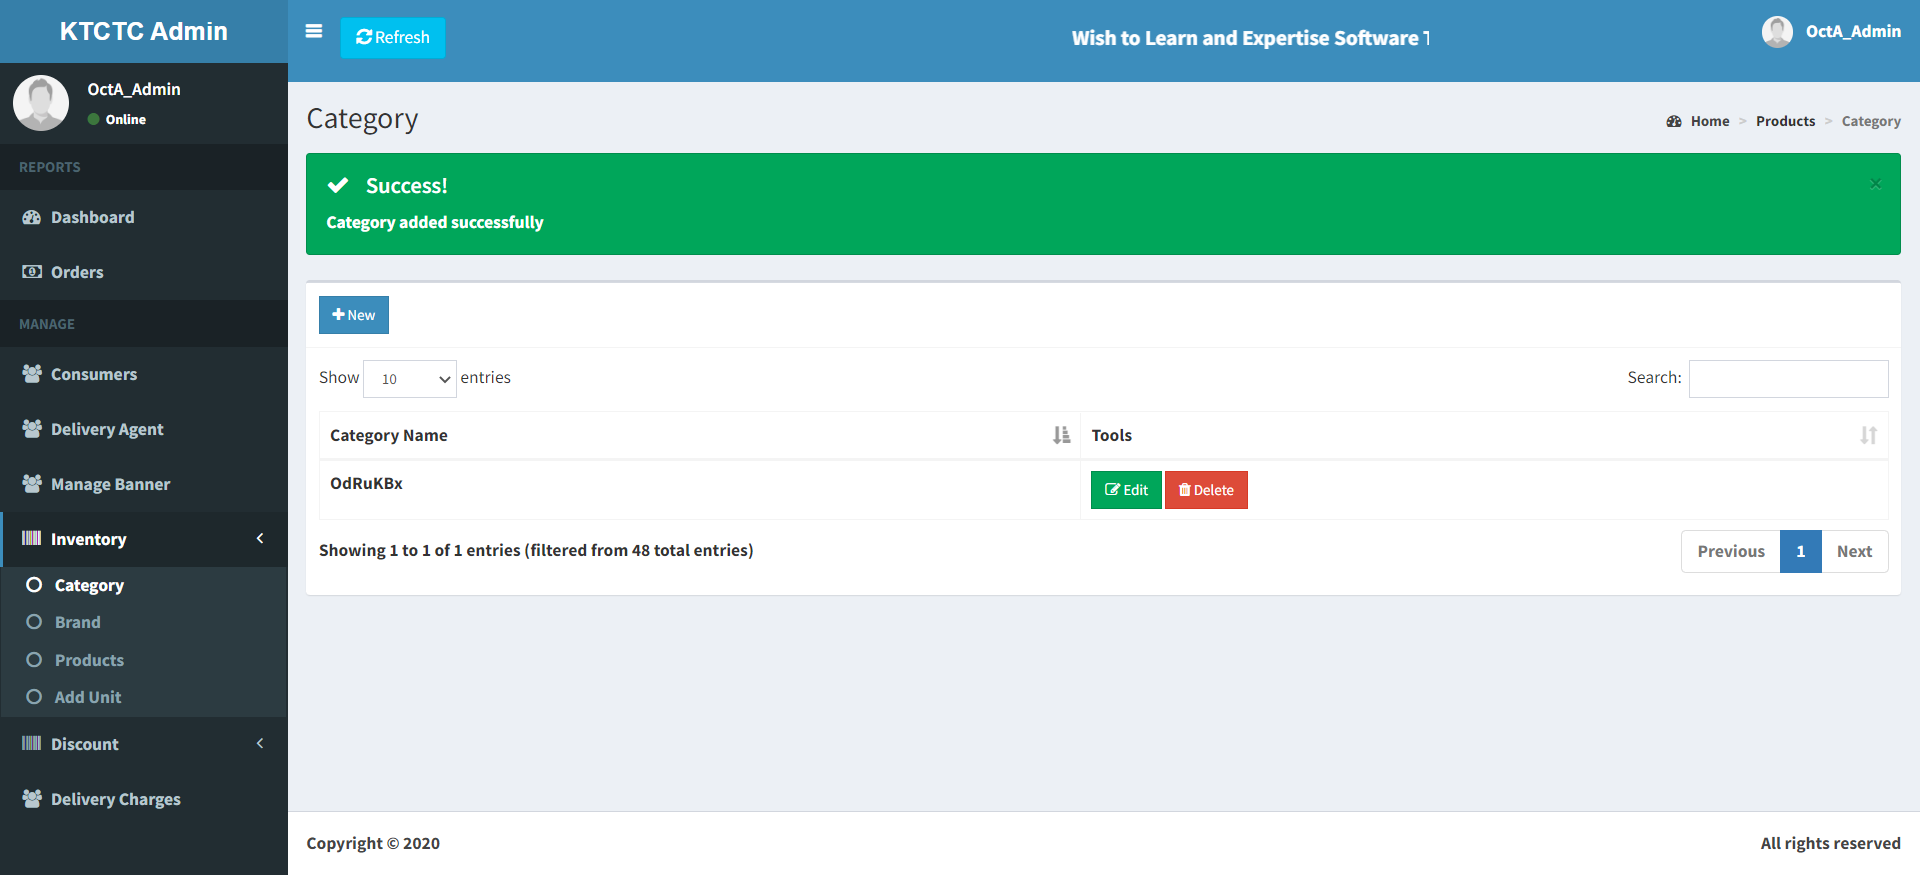 KTCTC Admin
Refresh
Wish to Learn and Expertise Software T
OctA_Admin
OctA_Admin
Online
REPORTS
Dashboard
Orders
MANAGE
Consumers
Delivery Agent
Manage Banner
Inventory
Category
Brand
Products
Add Unit
Discount
Delivery Charges
Category
Home > Products > Category
Success!
×
Category added successfully
New
Show 10 entries
Search:
Category Name
Tools
OdRuKBx
Edit
Delete
Showing 1 to 1 of 1 entries (filtered from 48 total entries)
Previous 1 Next
Copyright © 2020
All rights reserved